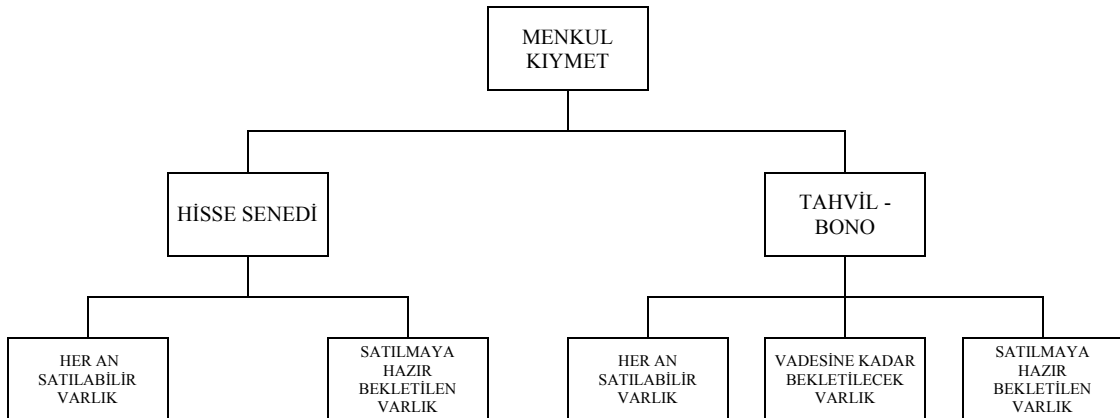 MENKUL
KIYMET
HİSSE SENEDİ
TAHVİL -
BONO
HER AN
SATILABİLİR
VARLIK
SATILMAYA
HAZIR
BEKLETİLEN
VARLIK
HER AN
SATILABİLİR
VARLIK
VADESİNE KADAR
BEKLETİLECEK
VARLIK
SATILMAYA
HAZIR
BEKLETİLEN
VARLIK